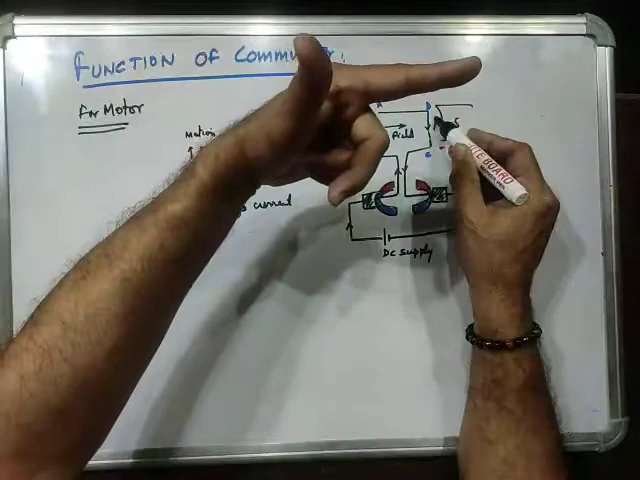 FUNCTION OF COMMU
For Motor
Motion
A
B
Field
S
C
current
DC supply
WHITE BOARD